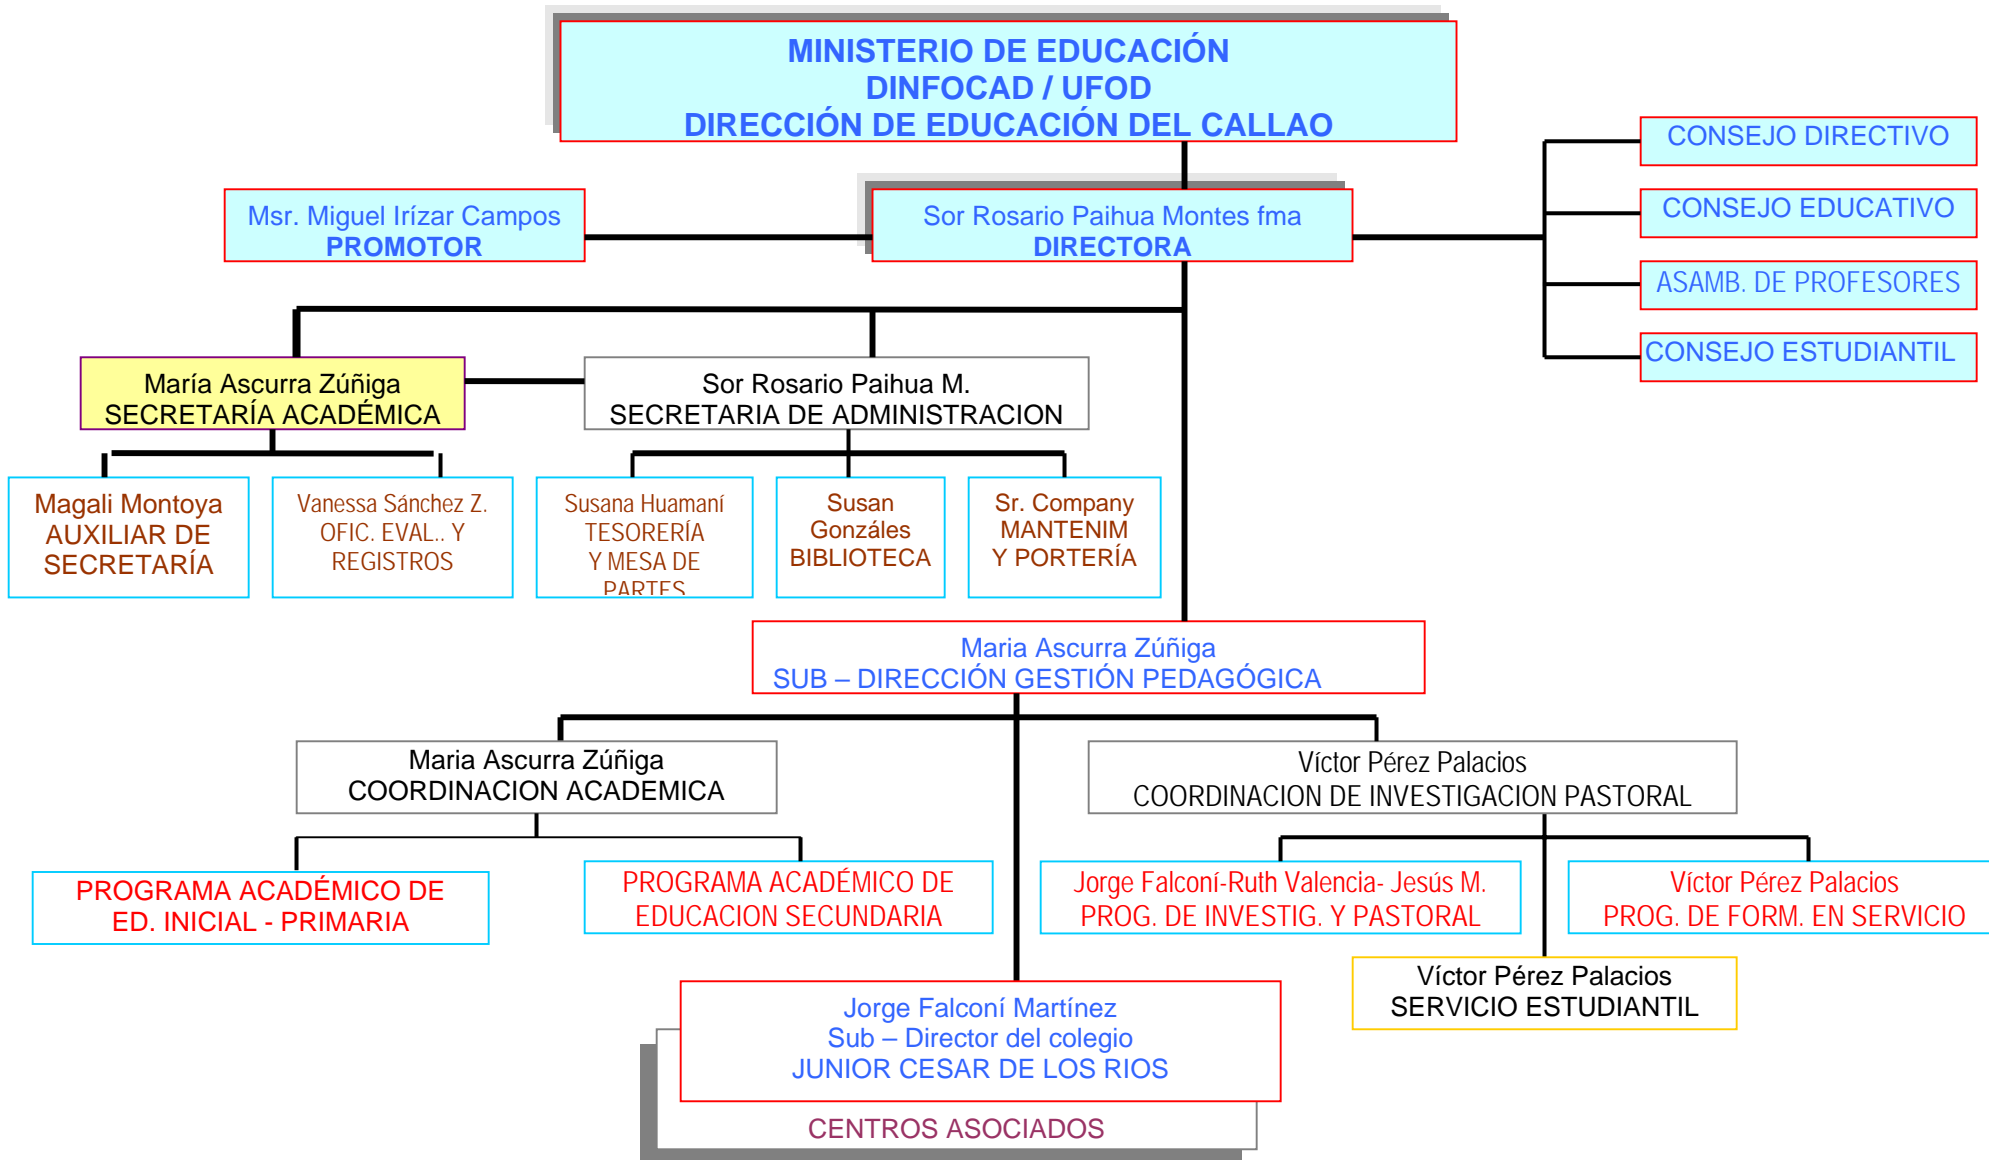 MINISTERIO DE EDUCACIÓN
DINFOCAD / UFOD
DIRECCIÓN DE EDUCACIÓN DEL CALLAO
CONSEJO DIRECTIVO
CONSEJO EDUCATIVO
ASAMB. DE PROFESORES
CONSEJO ESTUDIANTIL
Msr. Miguel Irízar Campos
PROMOTOR
Sor Rosario Paihua Montes fma
DIRECTORA
María Ascurra Zúñiga
SECRETARÍA ACADÉMICA
Sor Rosario Paihua M.
SECRETARIA DE ADMINISTRACION
Magali Montoya
AUXILIAR DE
SECRETARÍA
Vanessa Sánchez Z.
OFIC. EVAL.. Y
REGISTROS
Susana Huamaní
TESORERÍA
Y MESA DE
PARTES
Susan
Gonzáles
BIBLIOTECA
Sr. Company
MANTENIM
Y PORTERÍA
Maria Ascurra Zúñiga
SUB – DIRECCIÓN GESTIÓN PEDAGÓGICA
Maria Ascurra Zúñiga
COORDINACION ACADEMICA
Víctor Pérez Palacios
COORDINACION DE INVESTIGACION PASTORAL
PROGRAMA ACADÉMICO DE
ED. INICIAL - PRIMARIA
PROGRAMA ACADÉMICO DE
EDUCACION SECUNDARIA
Jorge Falconí-Ruth Valencia- Jesús M.
PROG. DE INVESTIG. Y PASTORAL
Víctor Pérez Palacios
PROG. DE FORM. EN SERVICIO
Víctor Pérez Palacios
SERVICIO ESTUDIANTIL
Jorge Falconí Martínez
Sub – Director del colegio
JUNIOR CESAR DE LOS RIOS
CENTROS ASOCIADOS